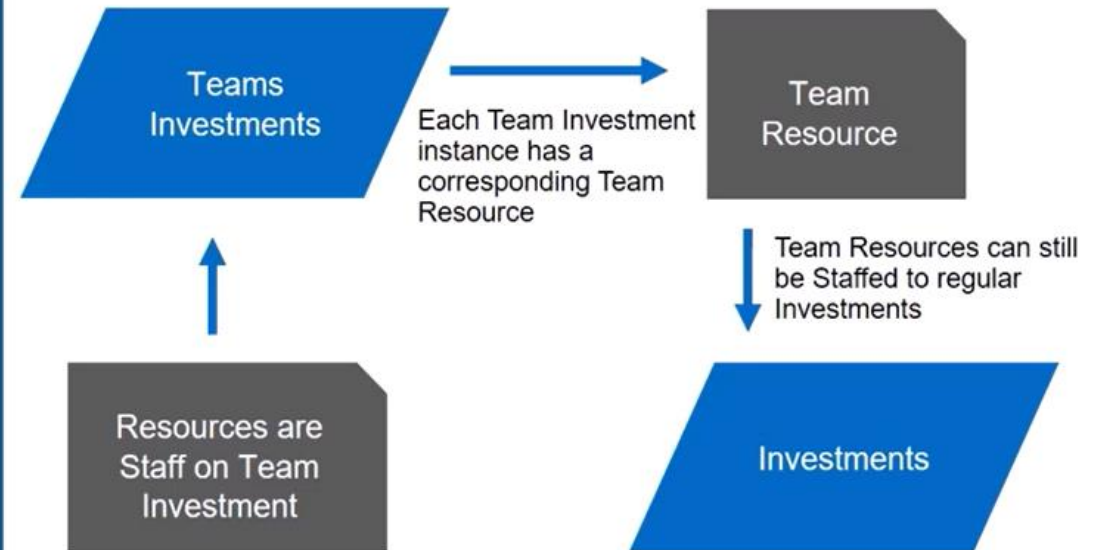 Teams
Investments
Each Team Investment
instance has a
corresponding Team
Resource
Team
Resource
Team Resources can still
be Staffed to regular
Investments
Resources are
Staff on Team
Investment
Investments